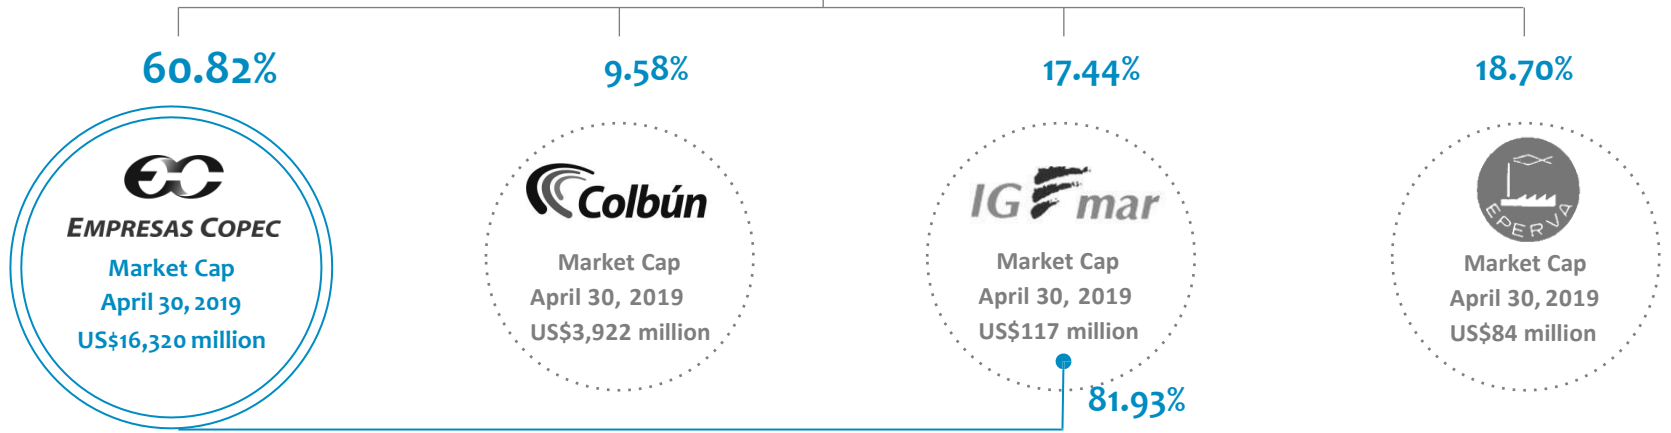 60.82%
9.58%
17.44%
18.70%
EMPRESAS COPEC
Market Cap
April 30, 2019
US$16,320 million
Colbún
Market Cap
April 30, 2019
US$3,922 million
IG mar
Market Cap
April 30, 2019
US$117 million
81.93%
EPERVA
Market Cap
April 30, 2019
US$84 million